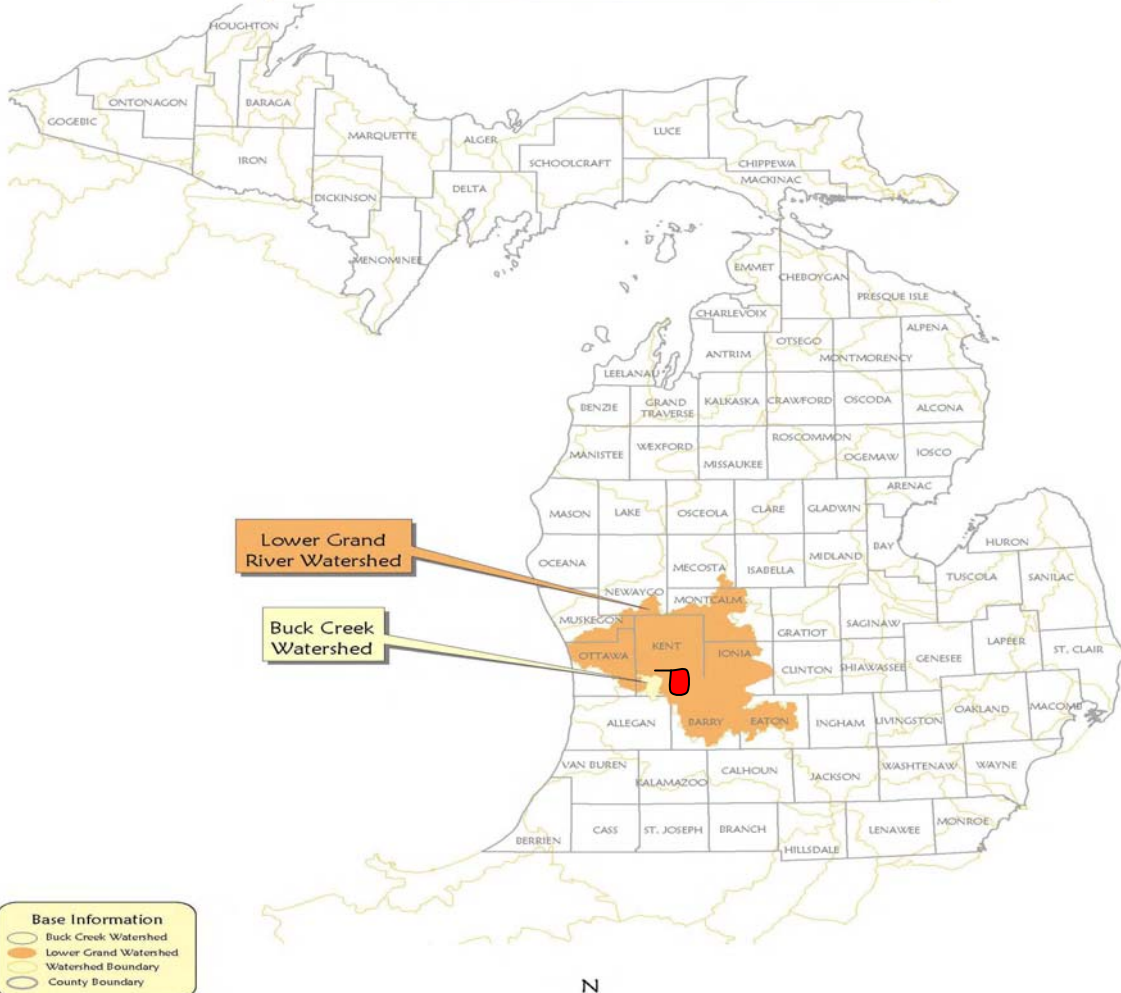 HOUGHTON
ONTONAGON
BARAGA
GOGEBIC
MARQUETTE
ALGER
LUCE
IRON
SCHOOLCRAFT
CHIPPEWA
MACKINAC
DICKINSON
DELTA
MENOMINEE
EMMET
CHEBOYGAN
PRESQUE ISLE
CHARLEVOIX
ALPENA
OTSEGO
ANTRIM
MONTMORENCY
LEELANAU
BENZIE
GRAND
TRAVERSE
KALKASKA
CRAWFORD
OSCODA
ALCONA
MANISTEE
WEXFORD
MISSAUKEE
ROSCOMMON
OGEMAW
IOSCO
ARENAC
MASON
LAKE
OSCEOLA
CLARE
GLADWIN
HURON
Lower Grand
River Watershed
OCEANA
MECOSTA
ISABELLA
MIDLAND
BAY
TUSCOLA
SANILAC
NEWAYGO
MONTCALM
Buck Creek
Watershed
MUSKEGON
GRATIOT
SAGINAW
LAPEER
ST. CLAIR
OTTAWA
KENT
IONIA
CLINTON
SHIAWASSEE
GENESEE
ALLEGAN
BARRY
EATON
INGHAM
LIVINGSTON
OAKLAND
MACOMB
VAN BUREN
KALAMAZOO
CALHOUN
JACKSON
WASHTENAW
WAYNE
BERRIEN
CASS
ST. JOSEPH
BRANCH
HILLSDALE
LENAWEE
MONROE
Base Information
Buck Creek Watershed
Lower Grand Watershed
Watershed Boundary
County Boundary
N